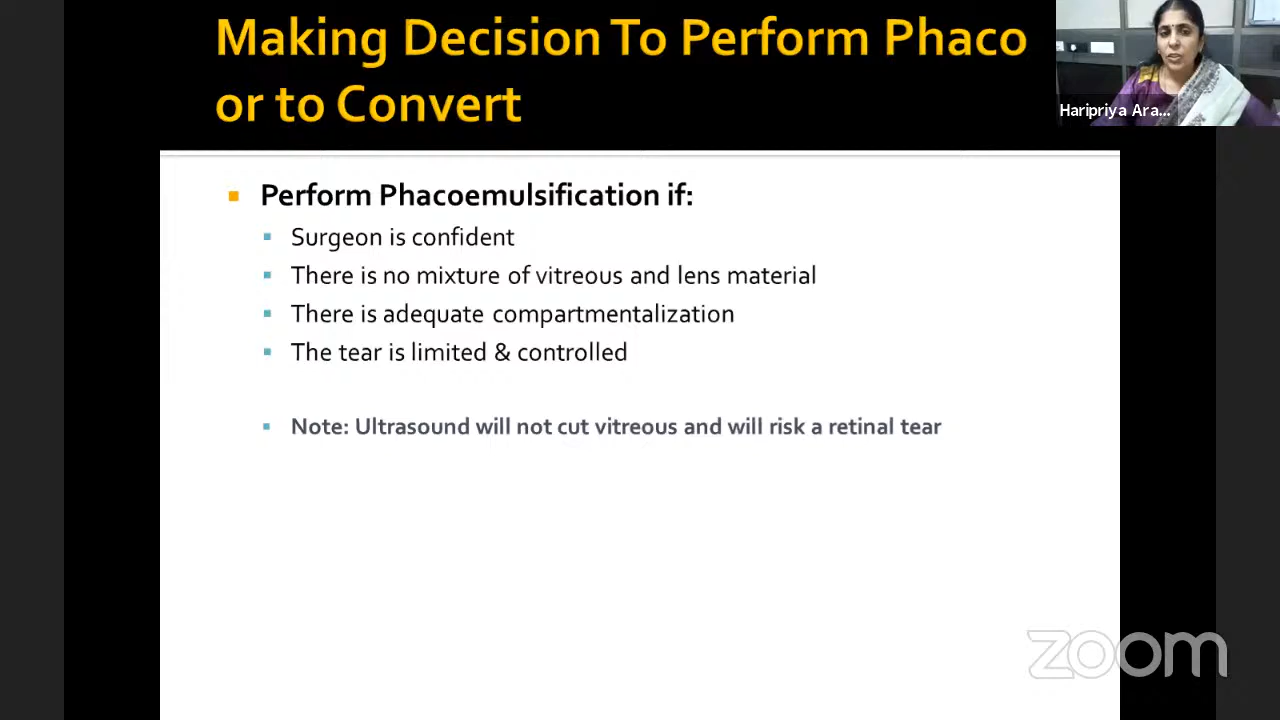 Making Decision To Perform Phaco
or to Convert
Haripriya Ara...
Perform Phacoemulsification if:
Surgeon is confident
There is no mixture of vitreous and lens material
There is adequate compartmentalization
The tear is limited & controlled
Note: Ultrasound will not cut vitreous and will risk a retinal tear
zoom